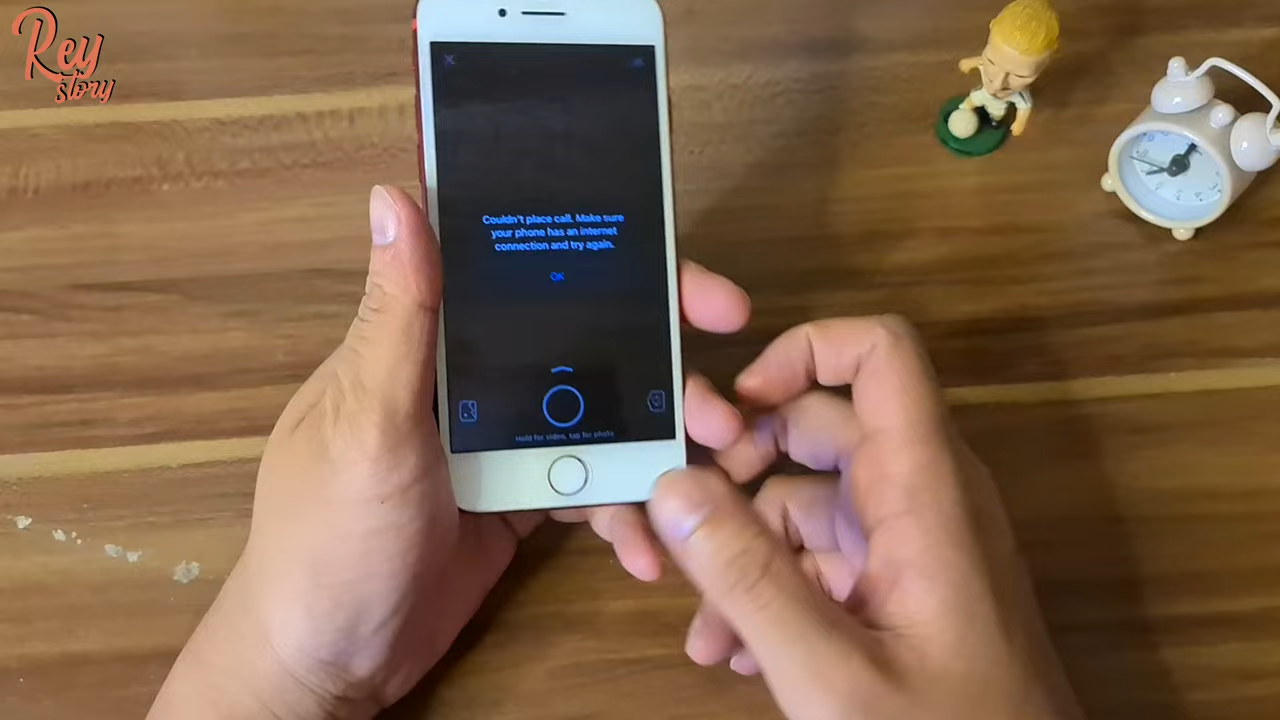 Rey
story
Couldn't place call. Make sure
your phone has an internet
connection and try again.
OK
Hold for video, tap for photo